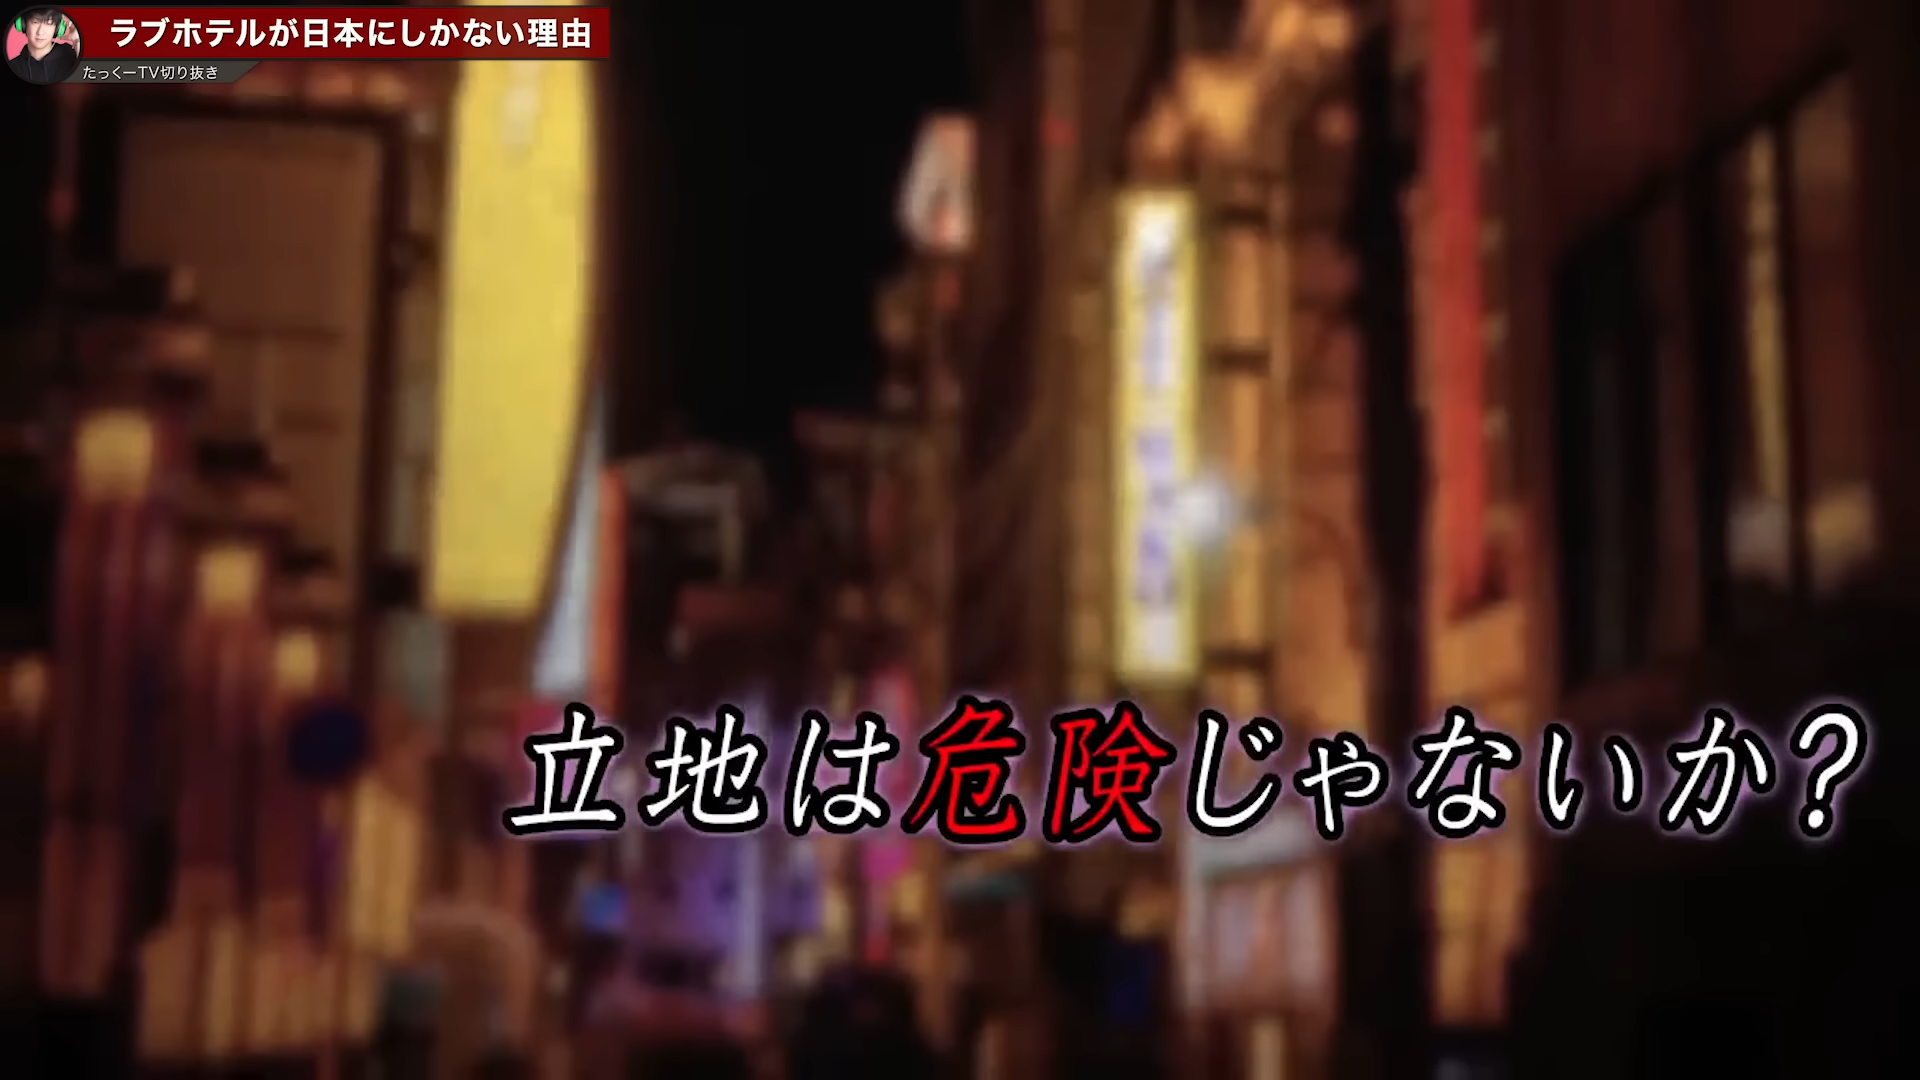 ラブホテルが日本にしかない理由
たっくーTV切り抜き
立地は危険じゃないか?